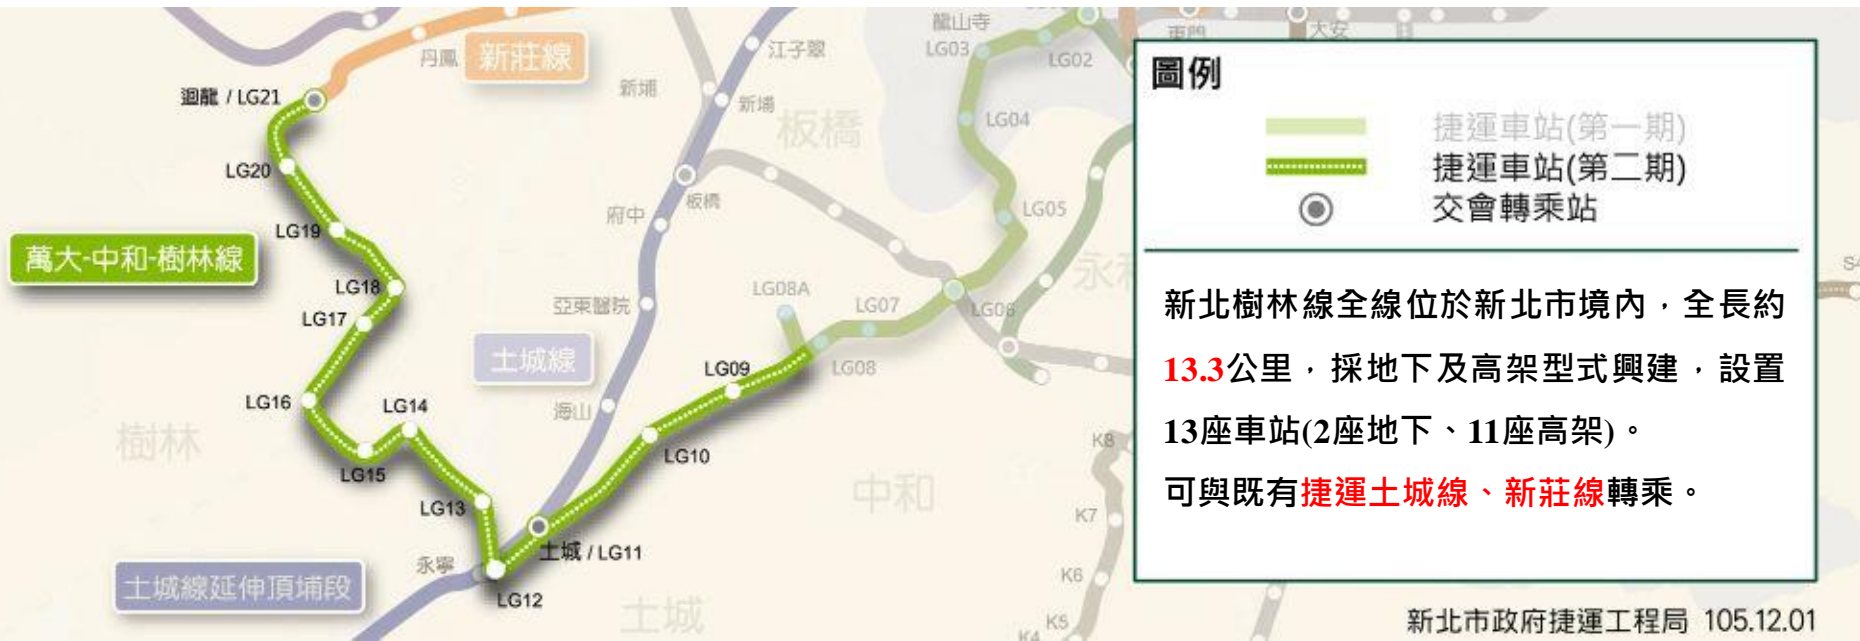 龍山寺
東門
大安
丹鳳
新莊線
江子翠
LG03
LG02
圖例
迴龍 / LG21
新埔
新埔
板橋
LG04
捷運車站(第一期)
捷運車站(第二期)
交會轉乘站
LG20
板橋
府中
LG05
LG19
萬大-中和-樹林線
LG18
LG17
亞東醫院
LG08A
LG07
LG06
新北樹林線全線位於新北市境內，全長約
13.3公里，採地下及高架型式興建，設置
13座車站(2座地下、11座高架)。
可與既有捷運土城線、新莊線轉乘。
土城線
LG09
LG08
LG16
LG14
海山
樹林
LG15
LG10
K8
中和
LG13
K7
土城 / LG11
永寧
土城線延伸頂埔段
LG12
K6
土城
K5
K4
新北市政府捷運工程局 105.12.01